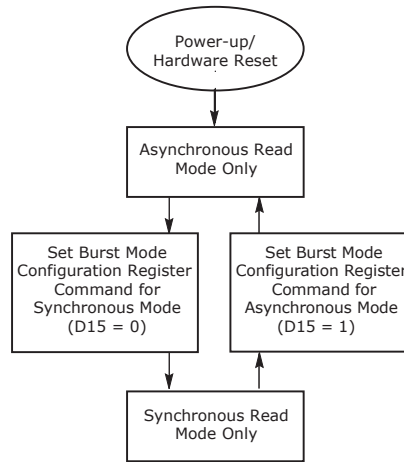 Power-up/
Hardware Reset
Asynchronous Read
Mode Only
Set Burst Mode
Configuration Register
Command for
Synchronous Mode
(D15 = 0)
Set Burst Mode
Configuration Register
Command for
Asynchronous Mode
(D15 = 1)
Synchronous Read
Mode Only